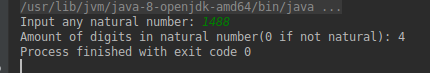 /usr/lib/jvm/java-8-openjdk-amd64/bin/java ...
Input any natural number: 1488
Amount of digits in natural number(0 if not natural): 4
Process finished with exit code 0